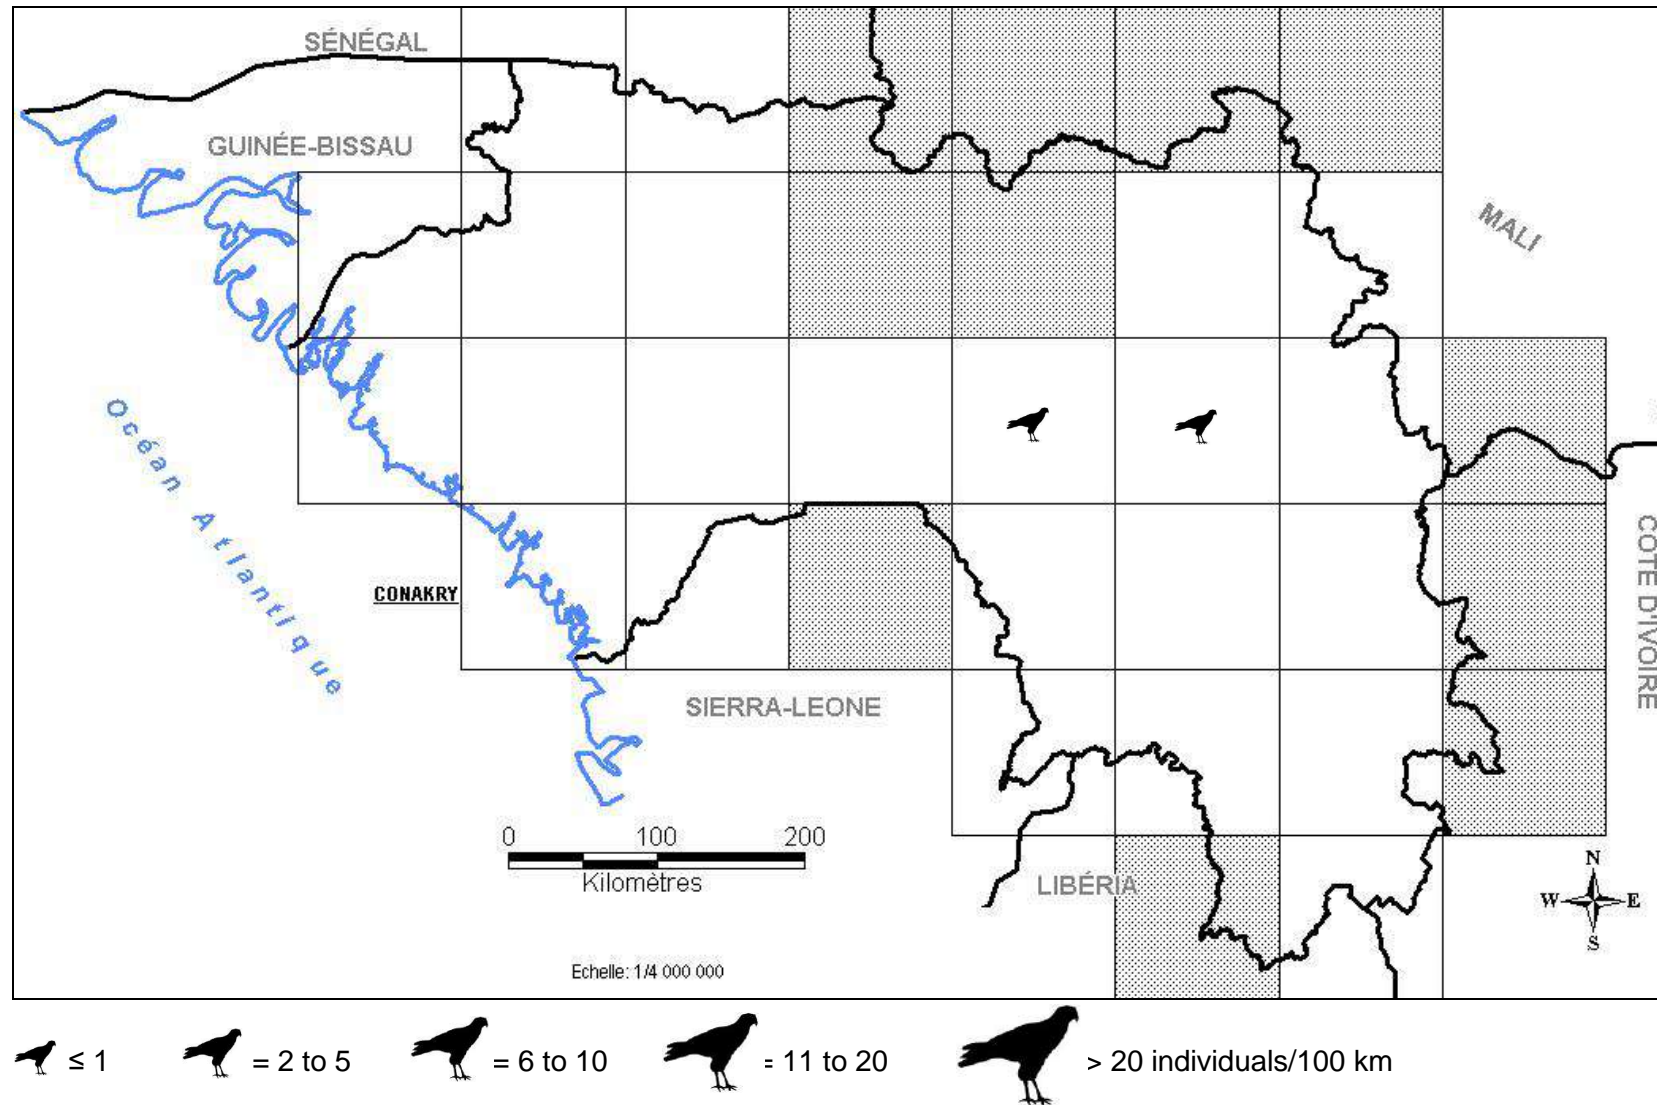 SÉNÉGAL
GUINÉE-BISSAU
MALI
Océan Atlantique
CONAKRY
COTE D'IVOIRE
SIERRA-LEONE
0 100 200
Kilomètres
LIBÉRIA
N
W E
S
Echelle: 1/4 000 000
≤ 1 = 2 to 5 = 6 to 10 = 11 to 20 > 20 individuals/100 km